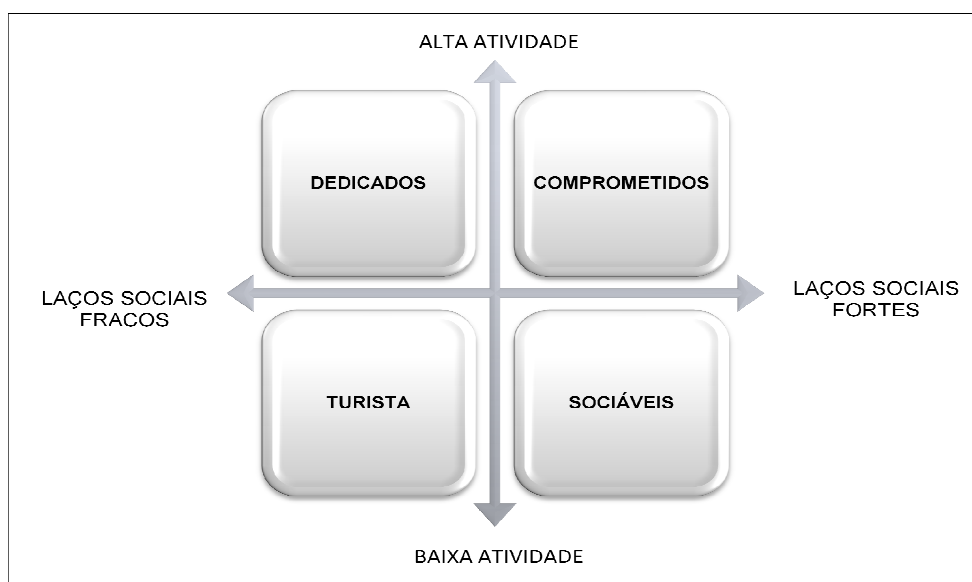 ALTA ATIVIDADE
DEDICADOS
COMPROMETIDOS
LAÇOS SOCIAIS
FRACOS
LAÇOS SOCIAIS
FORTES
TURISTA
SOCIÁVEIS
BAIXA ATIVIDADE